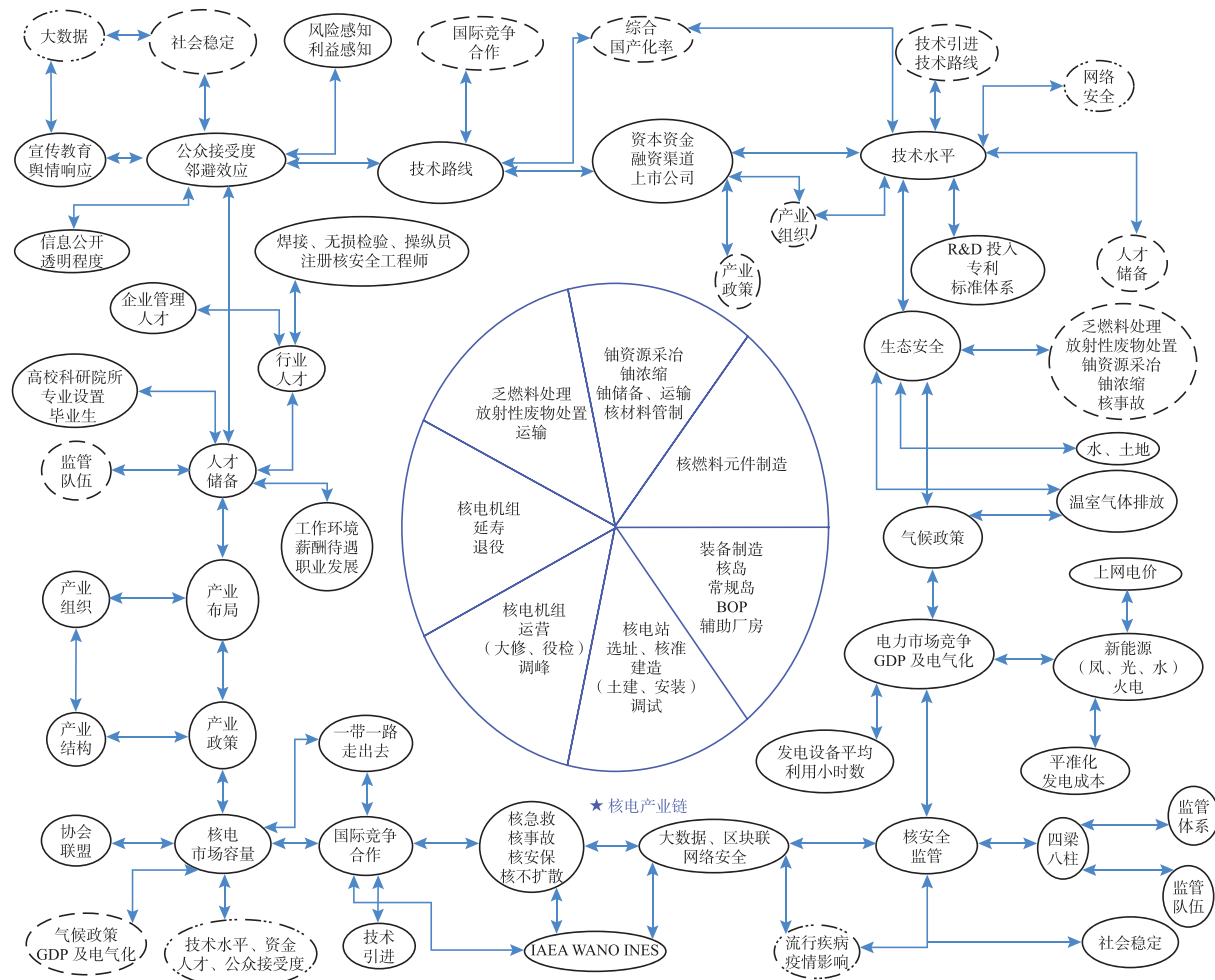 大数据
社会稳定
风险感知
利益感知
国际竞争
合作
综合
国产化率
技术引进
技术路线
网络
安全
宣传教育
舆情响应
公众接受度
邻避效应
技术路线
资本资金
融资渠道
上市公司
技术水平
信息公开
透明程度
焊接、无损检验、操纵员
注册核安全工程师
产业
组织
产业
政策
R&D 投入
专利
标准体系
人才
储备
企业管理
人才
行业
人才
高校科研院所
专业设置
毕业生
监管
队伍
人才
储备
工作环境
薪酬待遇
职业发展
生态安全
乏燃料处理
放射性废物处置
铀资源采冶
铀浓缩
核事故
水、土地
温室气体排放
气候政策
乏燃料处理
放射性废物处置
运输
铀资源采冶
铀浓缩
铀储备、运输
核材料管制
核燃料元件制造
核电机组
延寿
退役
装备制造
核岛
常规岛
BOP
辅助厂房
核电机组
运营
（大修、役检）
调峰
核电站
选址、核准
建造
（土建、安装）
调试
★ 核电产业链
产业
组织
产业
布局
产业
结构
产业
政策
上网电价
电力市场竞争
GDP 及电气化
新能源
（风、光、水）
火电
发电设备平均
利用小时数
平准化
发电成本
一带一路
走出去
协会
联盟
核电
市场容量
国际竞争
合作
核急救
核事故
核安保
核不扩散
大数据、区块联
网络安全
核安全
监管
四梁
八柱
监管
体系
监管
队伍
气候政策
GDP 及电气化
技术水平、资金
人才、公众接受度
技术
引进
IAEA WANO INES
流行疾病
疫情影响
社会稳定